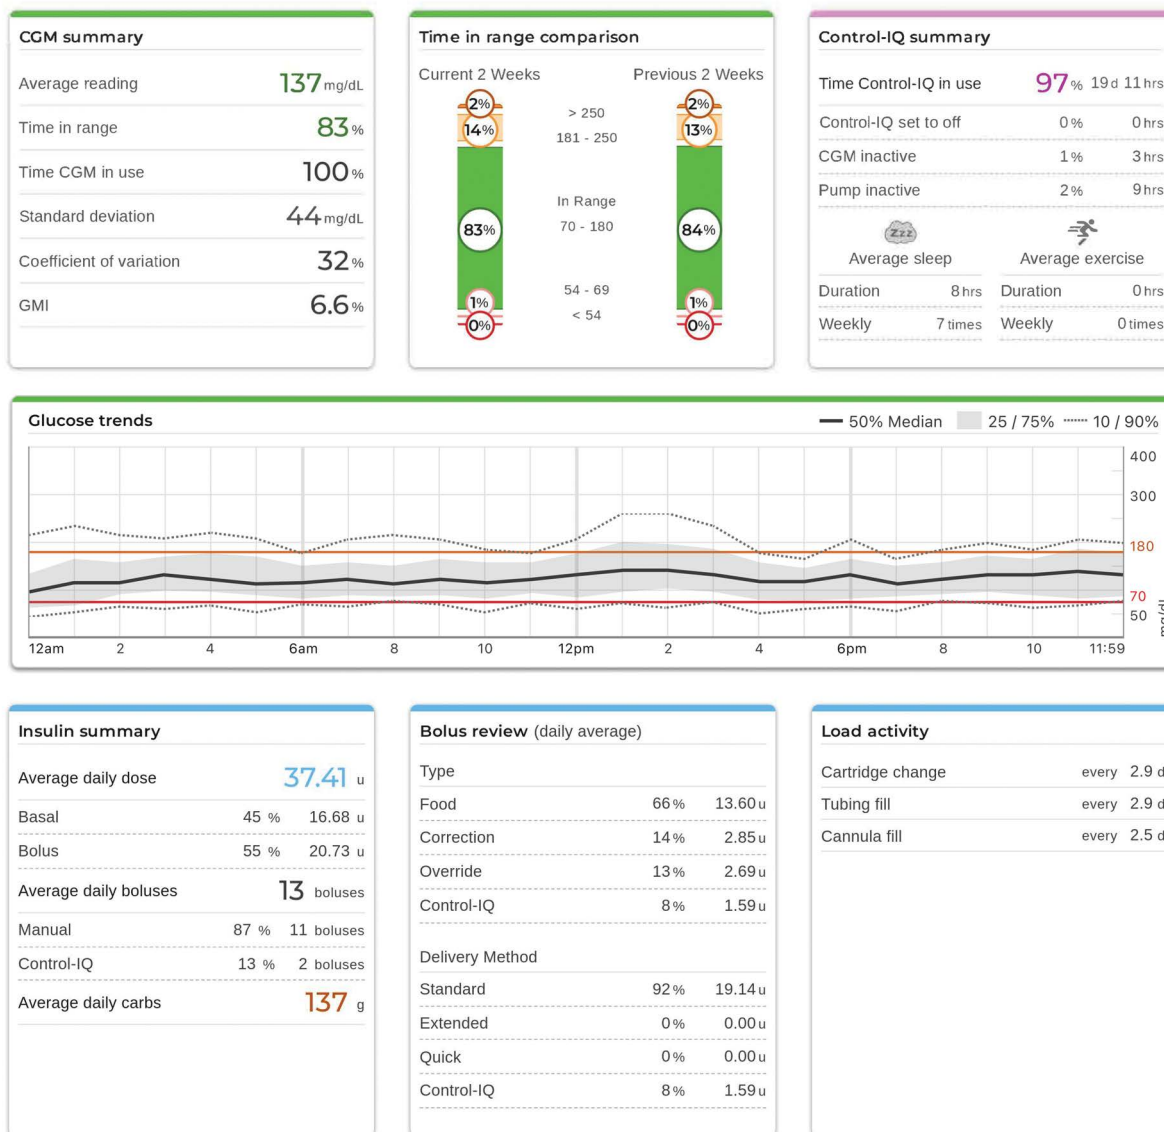 CGM summary
Average reading 137 mg/dL
Time in range 83 %
Time CGM in use 100 %
Standard deviation 44 mg/dL
Coefficient of variation 32 %
GMI 6.6 %
Time in range comparison
Current 2 Weeks Previous 2 Weeks
2% > 250 2%
14% 181 - 250 13%
In Range
83% 70 - 180 84%
1% 54 - 69 1%
0% < 54 0%
Control-IQ summary
Time Control-IQ in use 97 % 19 d 11 hrs
Control-IQ set to off 0 % 0 hrs
CGM inactive 1 % 3 hrs
Pump inactive 2 % 9 hrs
Zzz
Average sleep Average exercise
Duration 8 hrs Duration 0 hrs
Weekly 7 times Weekly 0 times
Glucose trends 50% Median 25 / 75% 10 / 90%
400
300
180
70
50
12am 2 4 6am 8 10 12pm 2 4 6pm 8 10 11:59
Insulin summary
Average daily dose 37.41 u
Basal 45 % 16.68 u
Bolus 55 % 20.73 u
Average daily boluses 13 boluses
Manual 87 % 11 boluses
Control-IQ 13 % 2 boluses
Average daily carbs 137 g
Bolus review (daily average)
Type
Food 66 % 13.60 u
Correction 14 % 2.85 u
Override 13 % 2.69 u
Control-IQ 8 % 1.59 u
Delivery Method
Standard 92 % 19.14 u
Extended 0 % 0.00 u
Quick 0 % 0.00 u
Control-IQ 8 % 1.59 u
Load activity
Cartridge change every 2.9 d
Tubing fill every 2.9 d
Cannula fill every 2.5 d